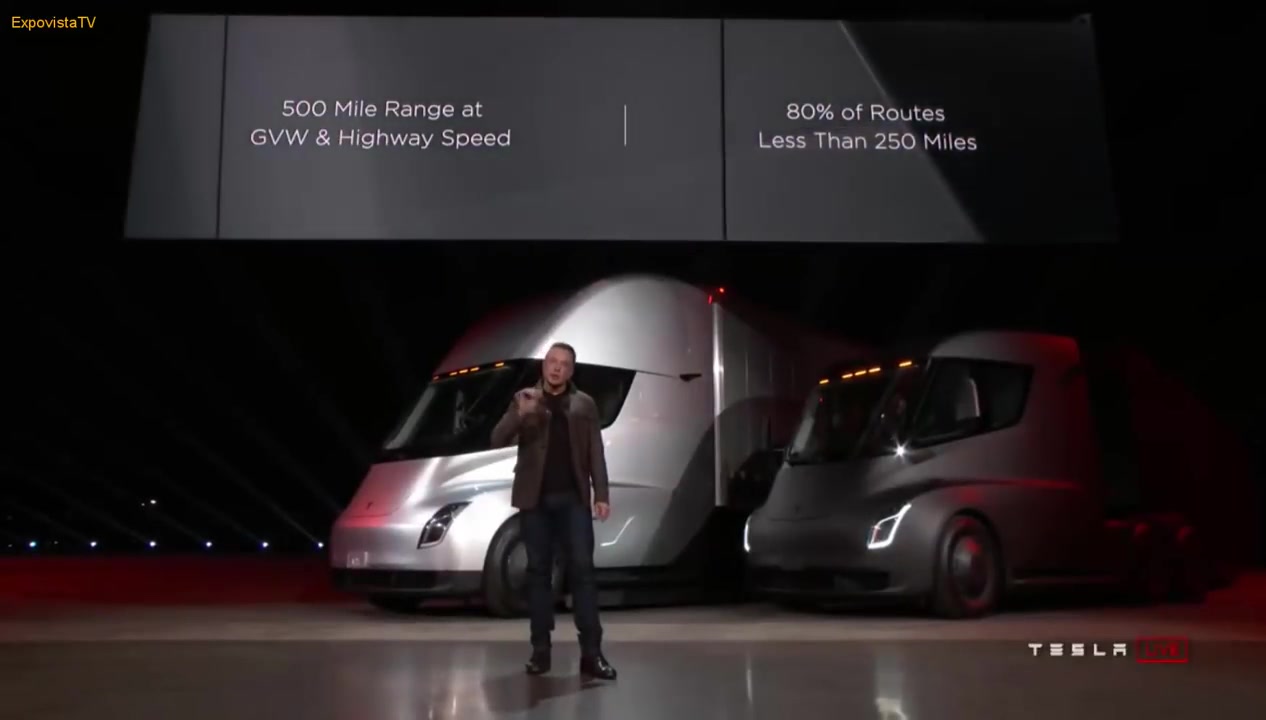 ExpovistaTV
500 Mile Range at
GVW & Highway Speed
80% of Routes
Less Than 250 Miles
TESLA LIVE